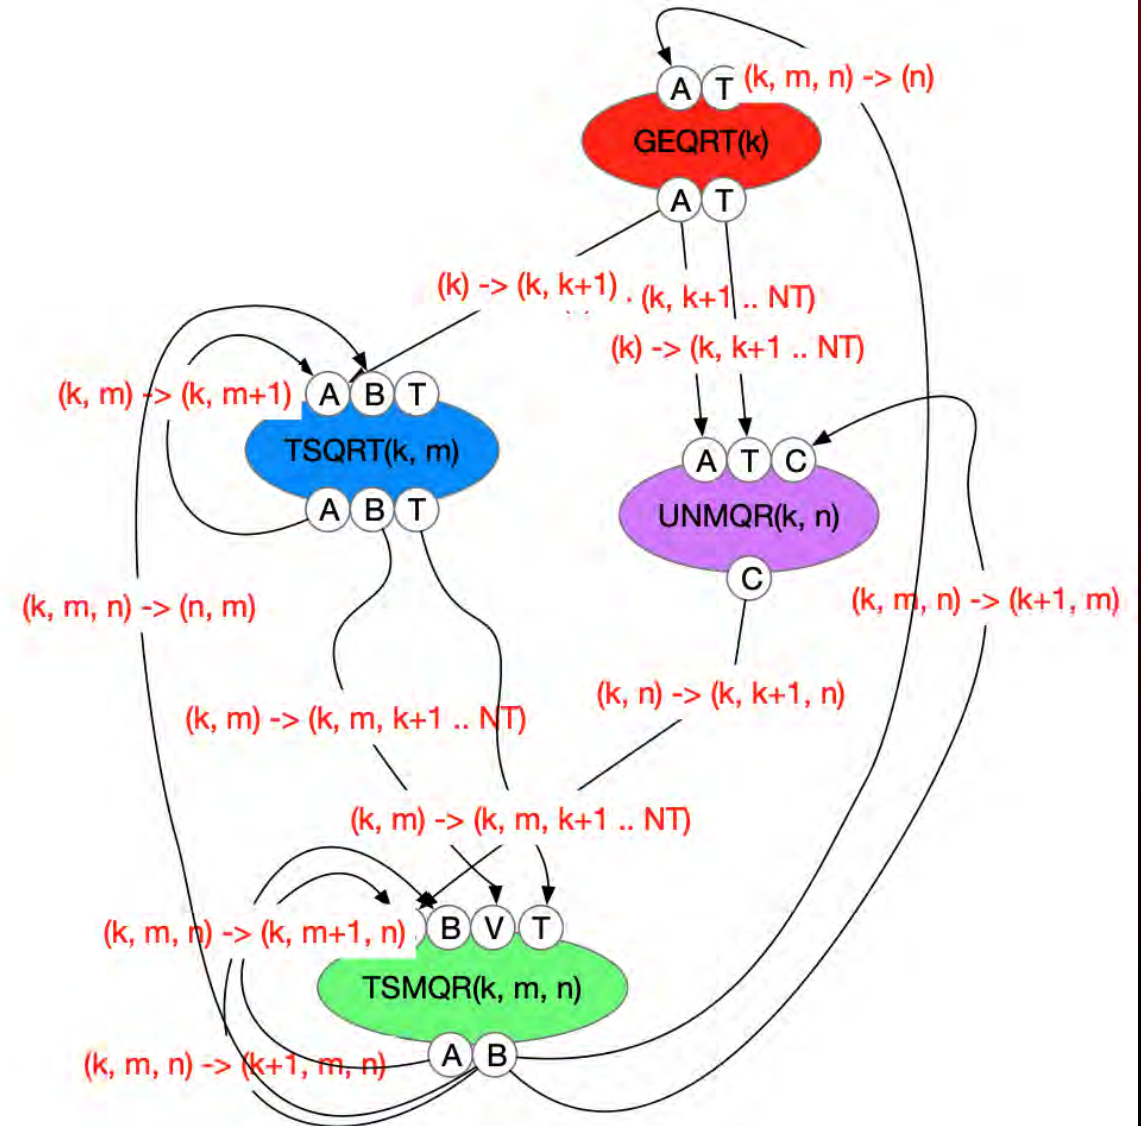 A T (k, m, n) -> (n)
GEQRT(k)
A T
(k) -> (k, k+1) . (k, k+1 .. NT)
(k) -> (k, k+1 .. NT)
(k, m) -> (k, m+1) A B T
TSQRT(k, m)
A B T
A T C
UNMQR(k, n)
C
(k, m, n) -> (n, m)
(k, m, n) -> (k+1, m)
(k, n) -> (k, k+1, n)
(k, m) -> (k, m, k+1 .. NT)
(k, m) -> (k, m, k+1 .. NT)
(k, m, n) -> (k, m+1, n) B V T
TSMQR(k, m, n)
A B
(k, m, n) -> (k+1, m, n)